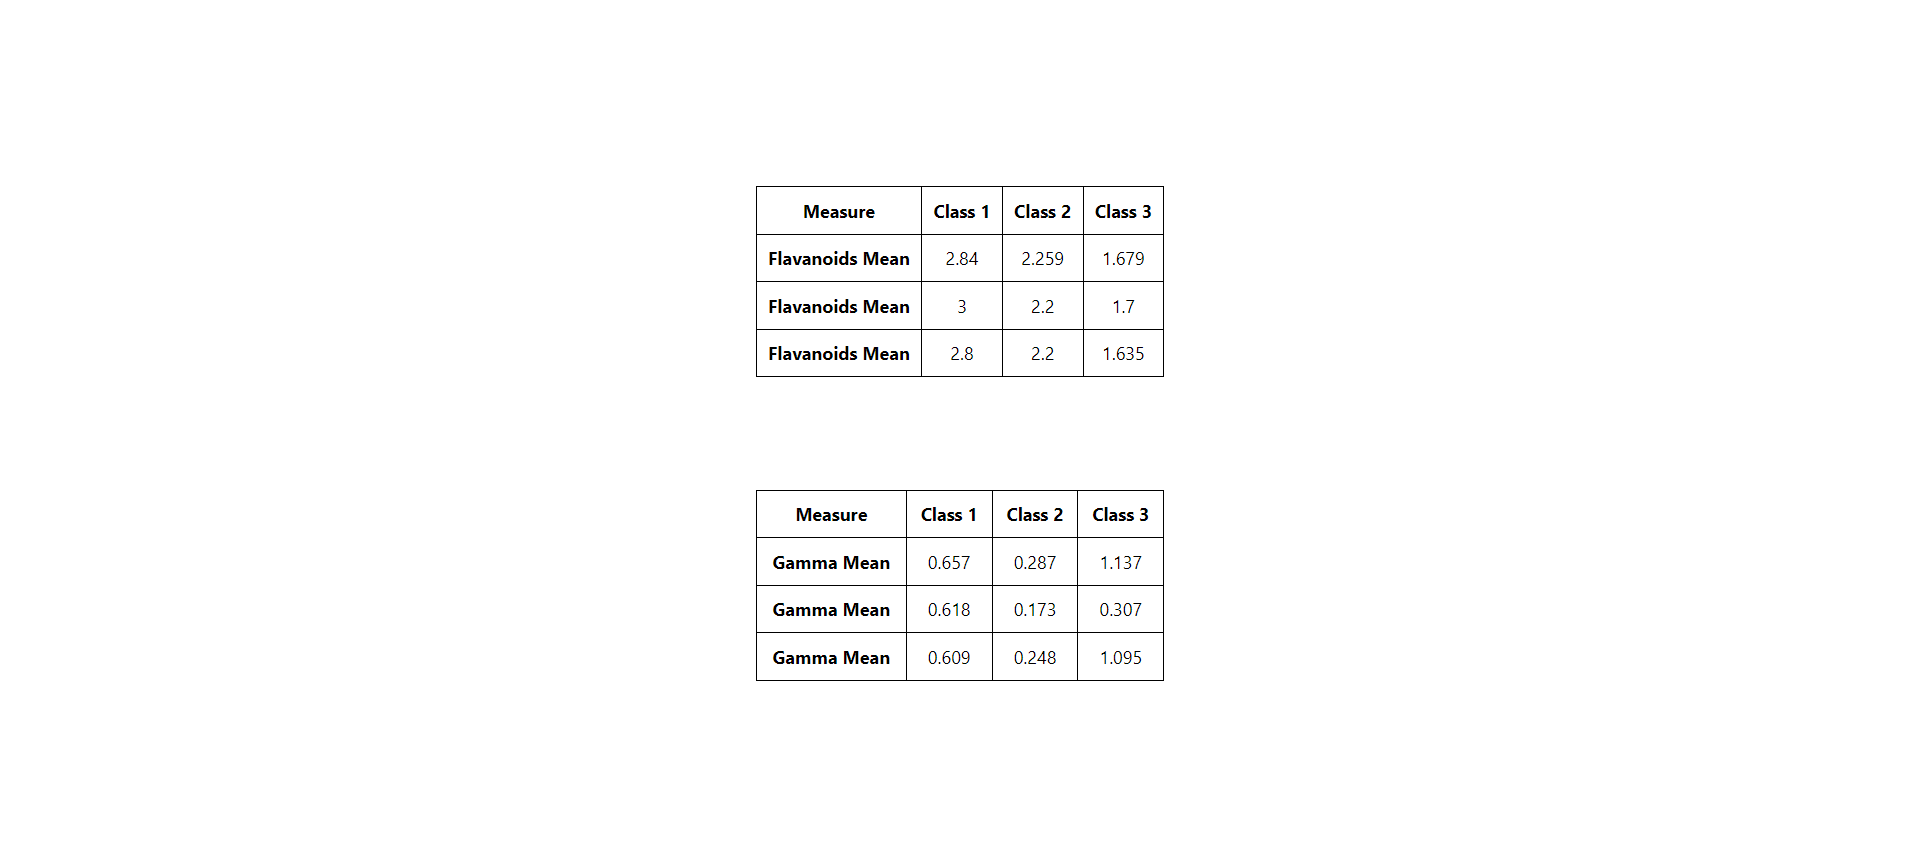 Measure Class 1 Class 2 Class 3
Flavanoids Mean 2.84 2.259 1.679
Flavanoids Mean 3 2.2 1.7
Flavanoids Mean 2.8 2.2 1.635
Measure Class 1 Class 2 Class 3
Gamma Mean 0.657 0.287 1.137
Gamma Mean 0.618 0.173 0.307
Gamma Mean 0.609 0.248 1.095